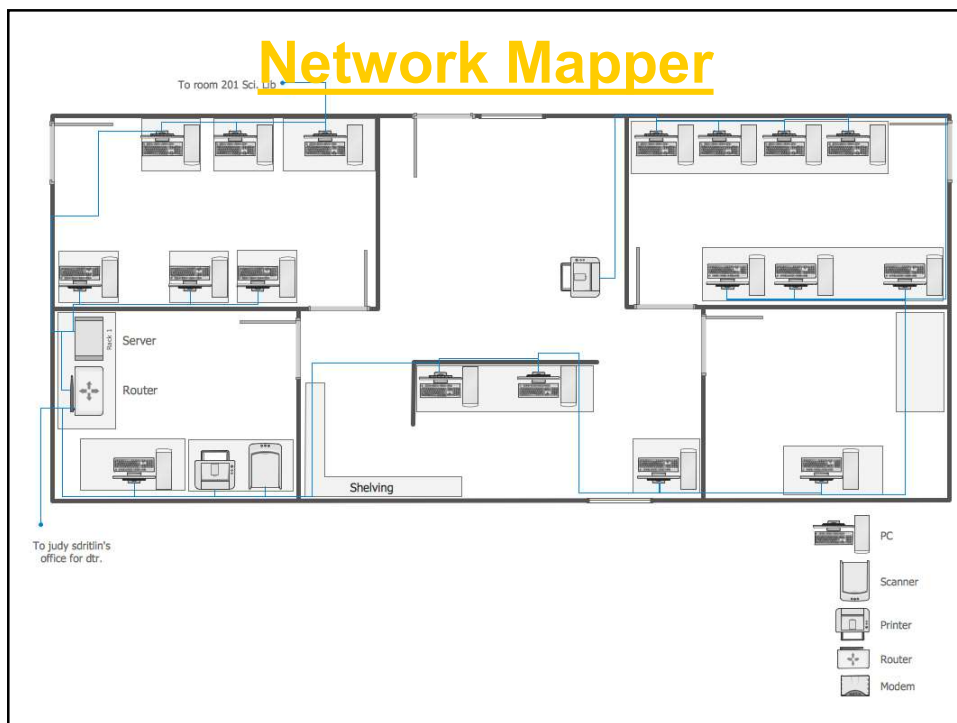 Network Mapper
To room 201 Sci. Lib
Rack 1
Server
Router
Shelving
To judy sdritlin's
office for dtr.
PC
Scanner
Printer
Router
Modem